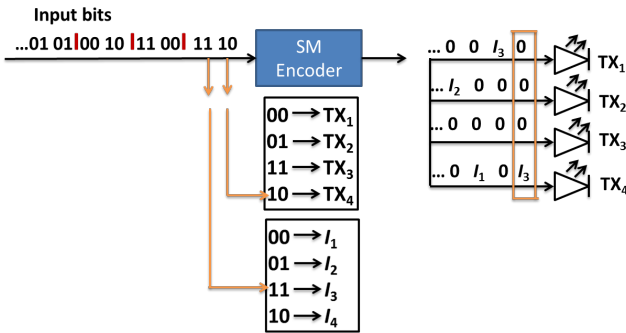 Input bits
...01 01|00 10|11 00| 11 10
SM
Encoder
00→TX₁
01→TX₂
11→TX₃
10→TX₄
00→I₁
01→I₂
11→I₃
10→I₄
... 0 0 I₃ 0
TX₁
... I₂ 0 0 0
TX₂
... 0 0 0 0
TX₃
... 0 I₁ 0 I₃
TX₄